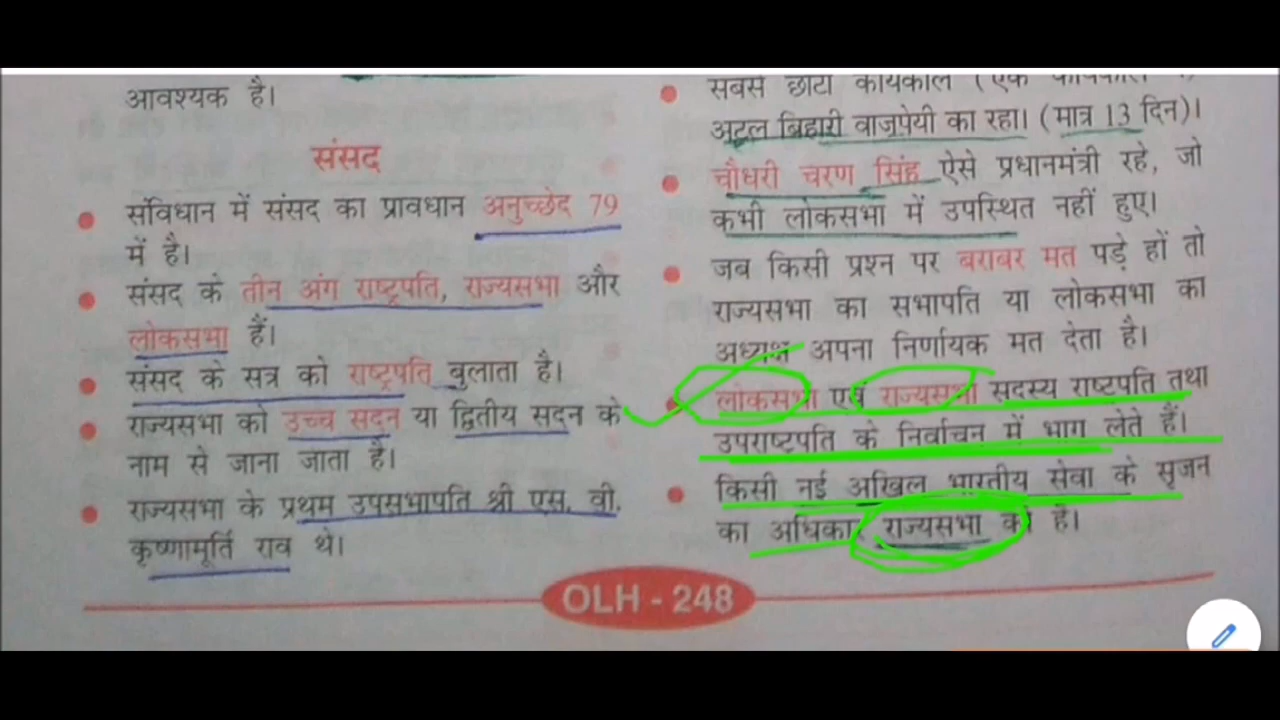 आवश्यक है।
संसद
संविधान में संसद का प्रावधान अनुच्छेद 79
में है।
संसद के तीन अंग राष्ट्रपति, राज्यसभा और
लोकसभा हैं।
संसद के सत्र को राष्ट्रपति बुलाता है।
राज्यसभा को उच्च सदन या द्वितीय सदन के
नाम से जाना जाता है।
राज्यसभा के प्रथम उपसभापति श्री एस. वी.
कृष्णामूर्ति राव थे।
सबसे छोटा कार्यकाल (एक
अटल बिहारी वाजपेयी का रहा। (मात्र 13 दिन)।
चौधरी चरण सिंह ऐसे प्रधानमंत्री रहे, जो
कभी लोकसभा में उपस्थित नहीं हुए।
जब किसी प्रश्न पर बराबर मत पड़े हों तो
राज्यसभा का सभापति या लोकसभा का
अध्यक्ष अपना निर्णायक मत देता है।
लोकसभा एवं राज्यसभा सदस्य राष्टपति तथा
उपराष्टपति के निर्वाचन में भाग लेते हैं।
किसी नई अखिल भारतीय सेवा के सृजन
का अधिकार राज्यसभा को है।
OLH - 248